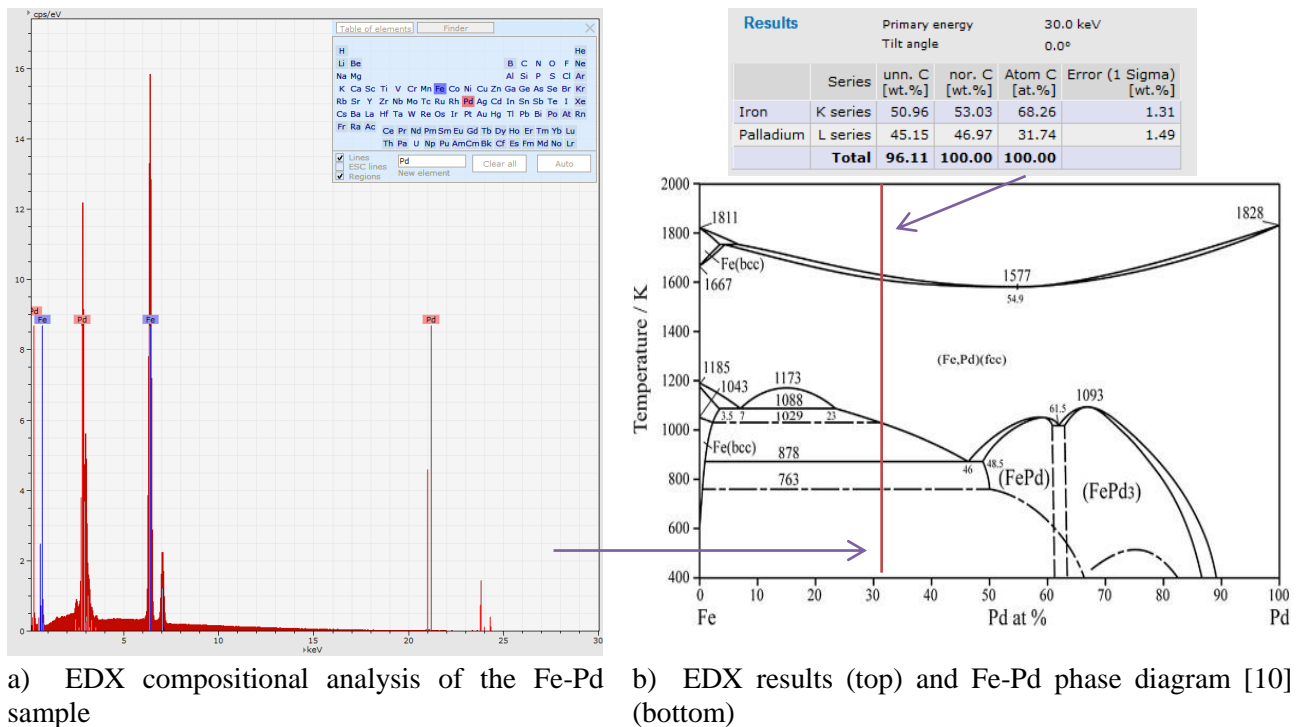 cps/eV
16
14
12
10
8
6
4
2
0
5
10
15
20
25
30
keV
Table of elements
Finder
H He
Li Be B C N O F Ne
Na Mg Al Si P S Cl Ar
K Ca Sc Ti V Cr Mn Fe Co Ni Cu Zn Ga Ge As Se Br Kr
Rb Sr Y Zr Nb Mo Tc Ru Rh Pd Ag Cd In Sn Sb Te I Xe
Cs Ba La Hf Ta W Re Os Ir Pt Au Hg Tl Pb Bi Po At Rn
Fr Ra Ac Ce Pr Nd Pm Sm Eu Gd Tb Dy Ho Er Tm Yb Lu
Th Pa U Np Pu Am Cm Bk Cf Es Fm Md No Lr
Lines
ESC lines
Regions
Pd
New element
Clear all
Auto
Pd
Fe
Pd
Fe
Pd
a) EDX compositional analysis of the Fe-Pd
sample
Results
Primary energy 30.0 keV
Tilt angle 0.0°
Series unn. C nor. C Atom C Error (1 Sigma)
[wt.%] [wt.%] [at.%] [wt.%]
Iron K series 50.96 53.03 68.26 1.31
Palladium L series 45.15 46.97 31.74 1.49
Total 96.11 100.00 100.00
Temperature / K
2000
1800
1600
1400
1200
1000
800
600
400
1811
1828
Fe(bcc)
1667
1577
54.9
(Fe,Pd)(fcc)
1185
1043
1173
1088
3.5 7 1029 23
Fe(bcc)
878
46
48.5
763
61.5
1093
(FePd)
(FePd3)
0 10 20 30 40 50 60 70 80 90 100
Fe Pd at % Pd
b) EDX results (top) and Fe-Pd phase diagram [10]
(bottom)